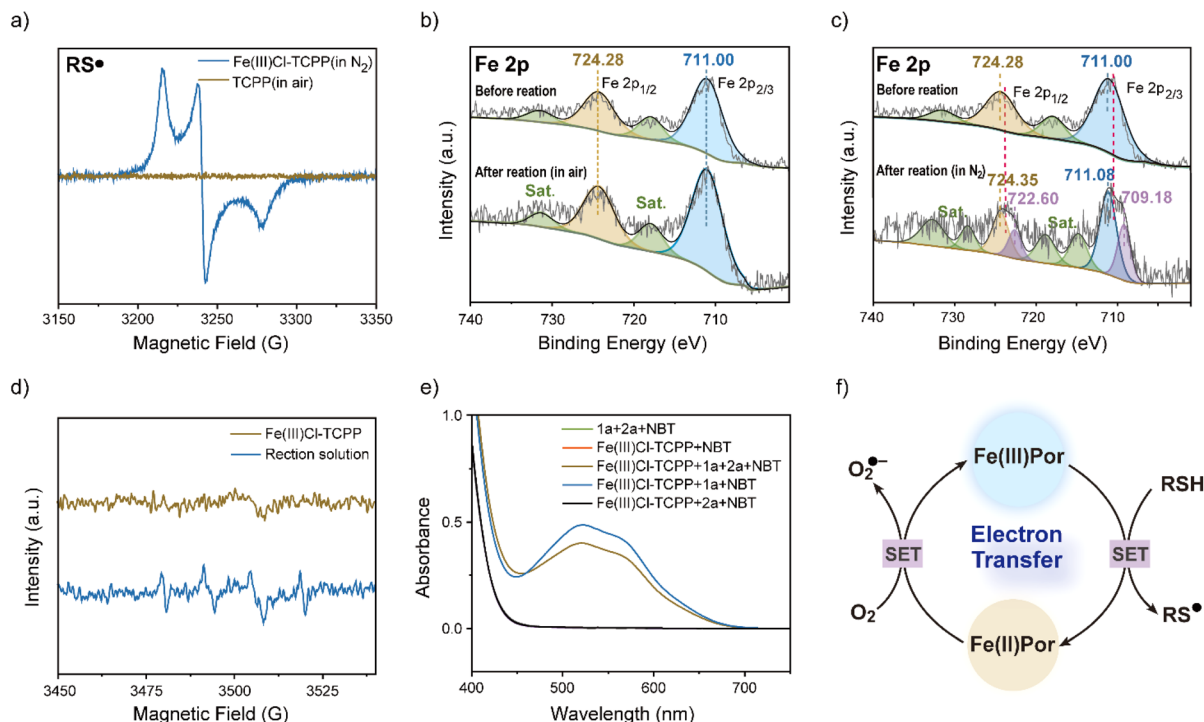 a)
RS•
Fe(III)Cl-TCPP(in N₂)
TCPP(in air)
3150 3200 3250 3300 3350
Magnetic Field (G)
b)
Fe 2p
724.28
711.00
Fe 2p₁/₂
Fe 2p₂/₃
Before reation
After reation (in air)
Sat.
Sat.
Intensity (a.u.)
740 730 720 710
Binding Energy (eV)
c)
Fe 2p
724.28
711.00
Fe 2p₁/₂
Fe 2p₂/₃
Before reation
After reation (in N₂)
724.35
711.08
722.60
709.18
Sat.
Sat.
Intensity (a.u.)
740 730 720 710
Binding Energy (eV)
d)
Fe(III)Cl-TCPP
Rection solution
Intensity (a.u.)
3450 3475 3500 3525
Magnetic Field (G)
e)
1a+2a+NBT
Fe(III)Cl-TCPP+NBT
Fe(III)Cl-TCPP+1a+2a+NBT
Fe(III)Cl-TCPP+1a+NBT
Fe(III)Cl-TCPP+2a+NBT
Absorbance
1.0
0.5
0.0
400 500 600 700
Wavelength (nm)
f)
Fe(III)Por
O₂•−
RSH
Electron
Transfer
SET
SET
O₂
RS•
Fe(II)Por